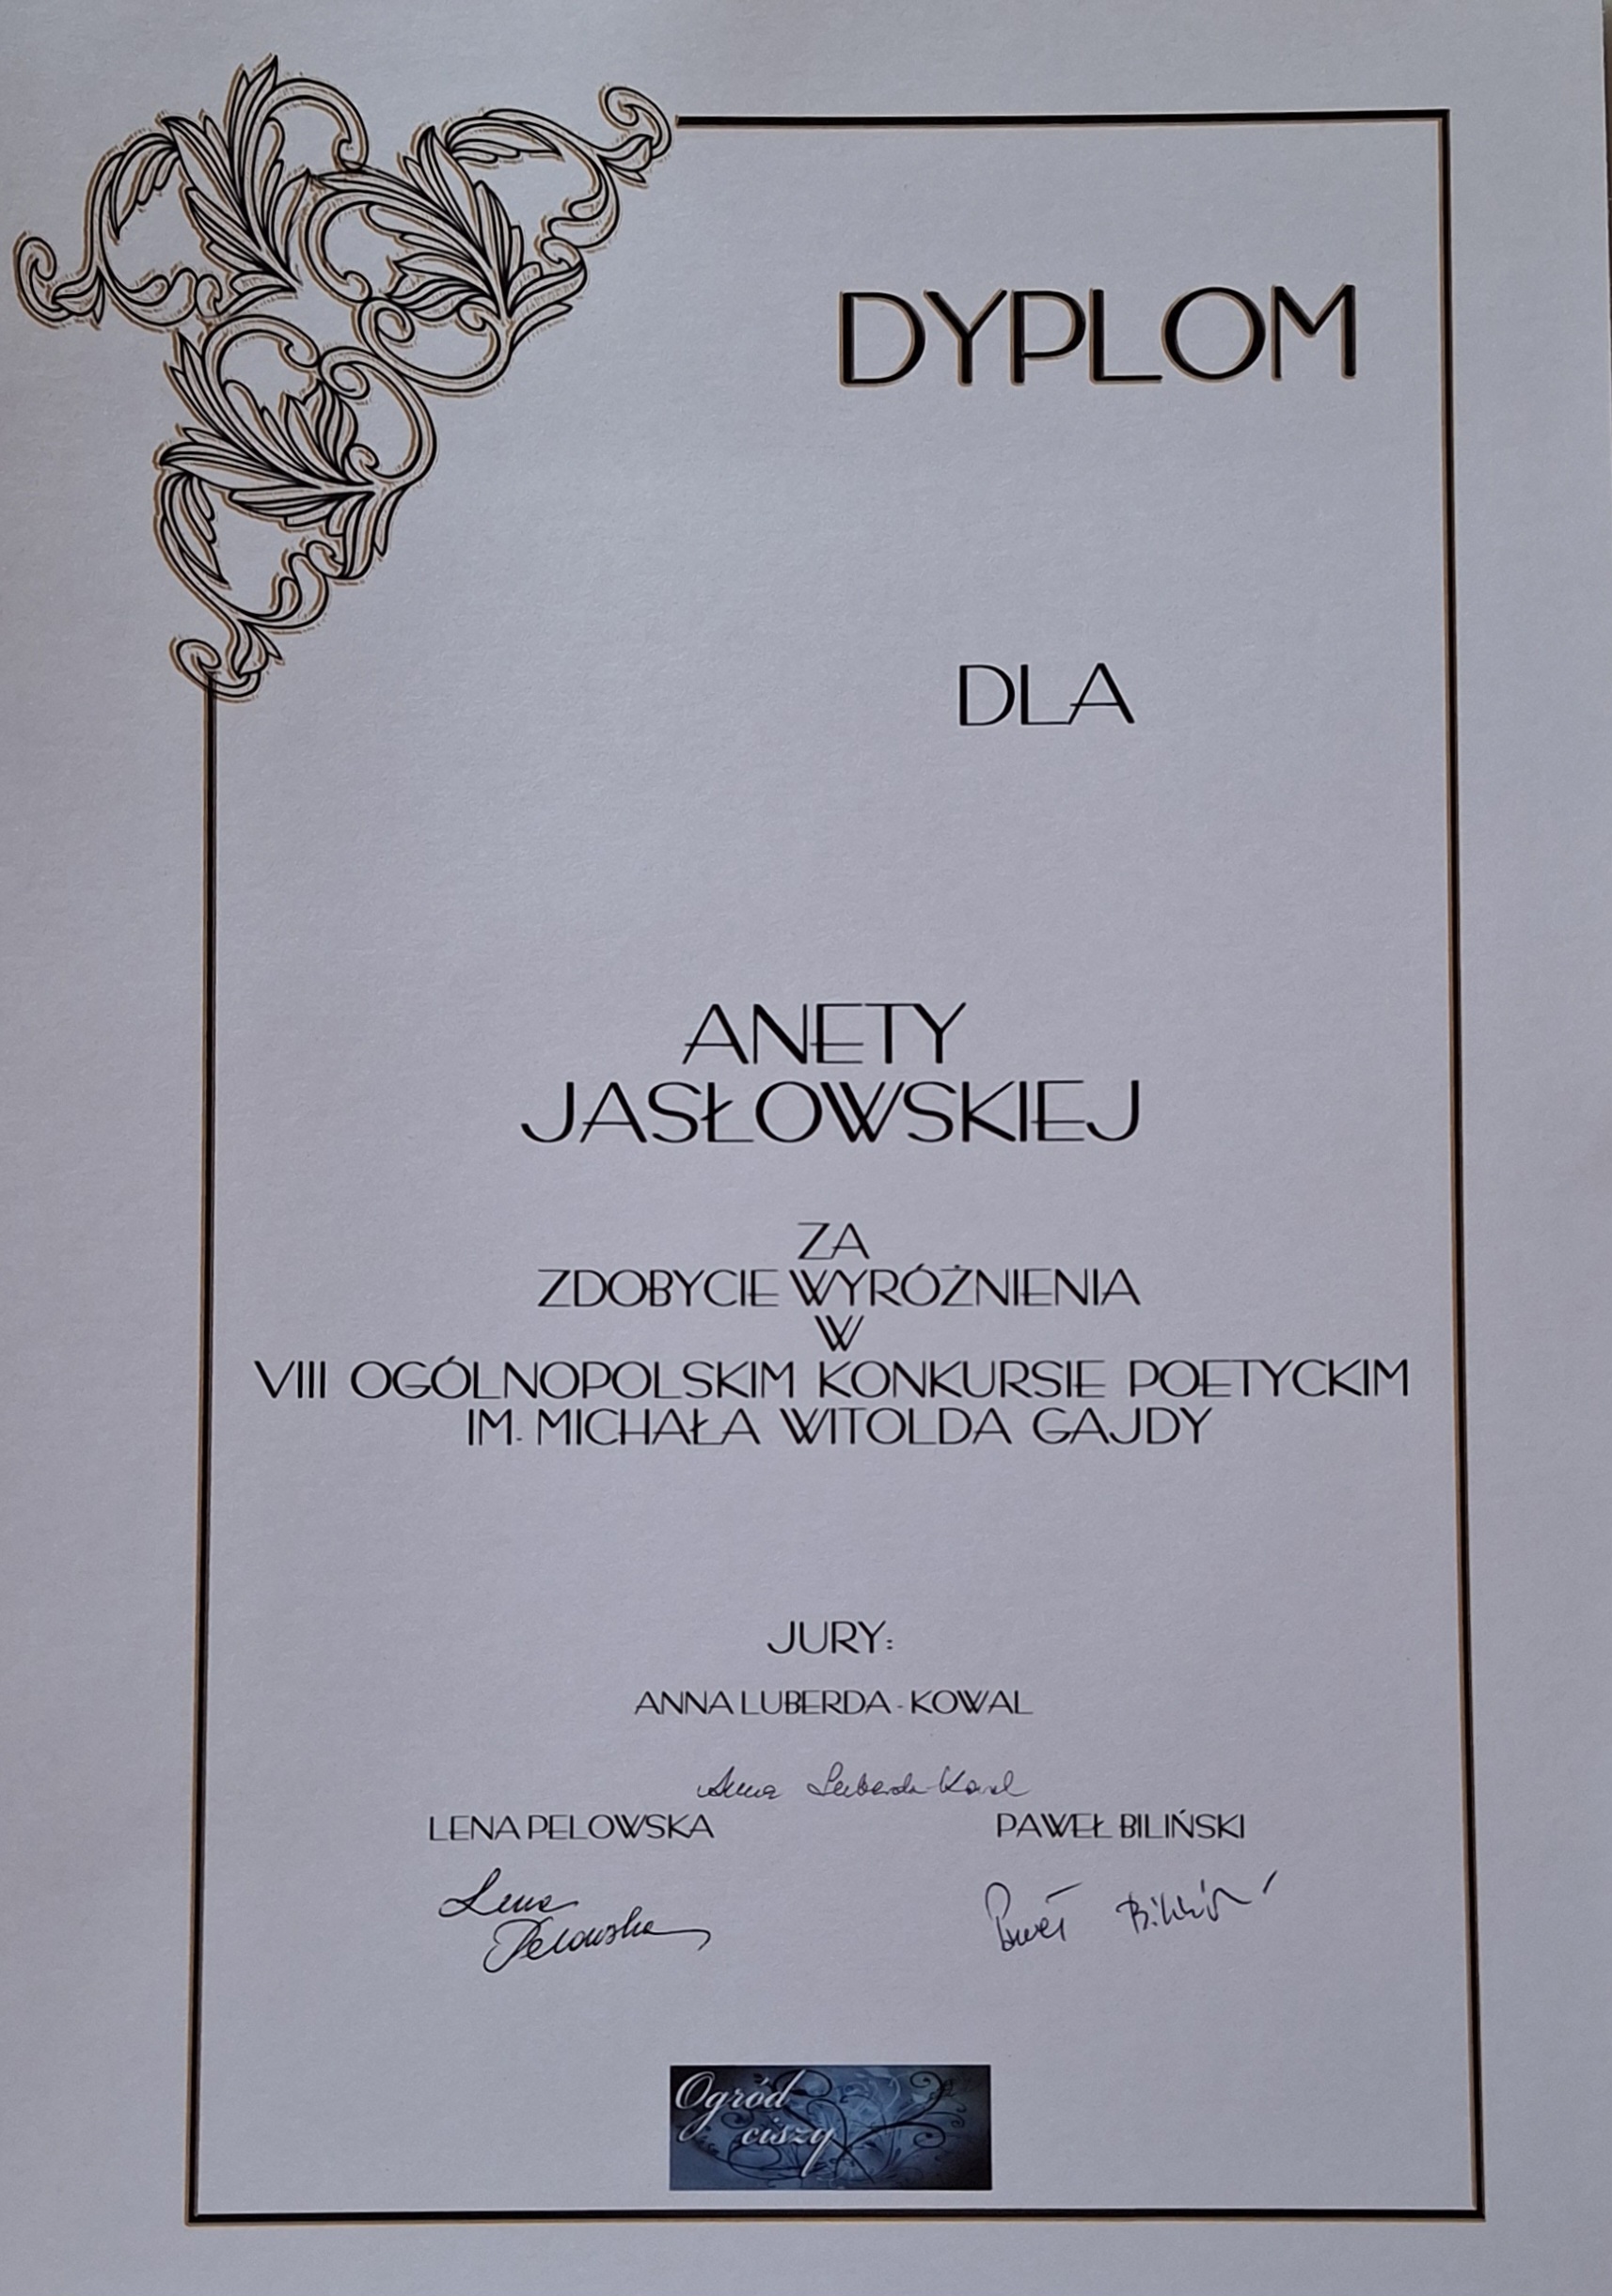 DYPLOM
DLA
ANETY
JASŁOWSKIEJ
ZA
ZDOBYCIE WYRÓŻNIENIA
W
VIII OGÓLNOPOLSKIM KONKURSIE POETYCKIM
IM. MICHAŁA WITOLDA GAJDY
JURY:
ANNA LUBERDA - KOWAL
Anna Luberda-Kowal
LENA PELOWSKA
PAWEŁ BILIŃSKI
Lena
Pelowska
Paweł Biliński
Ogród
ciszy